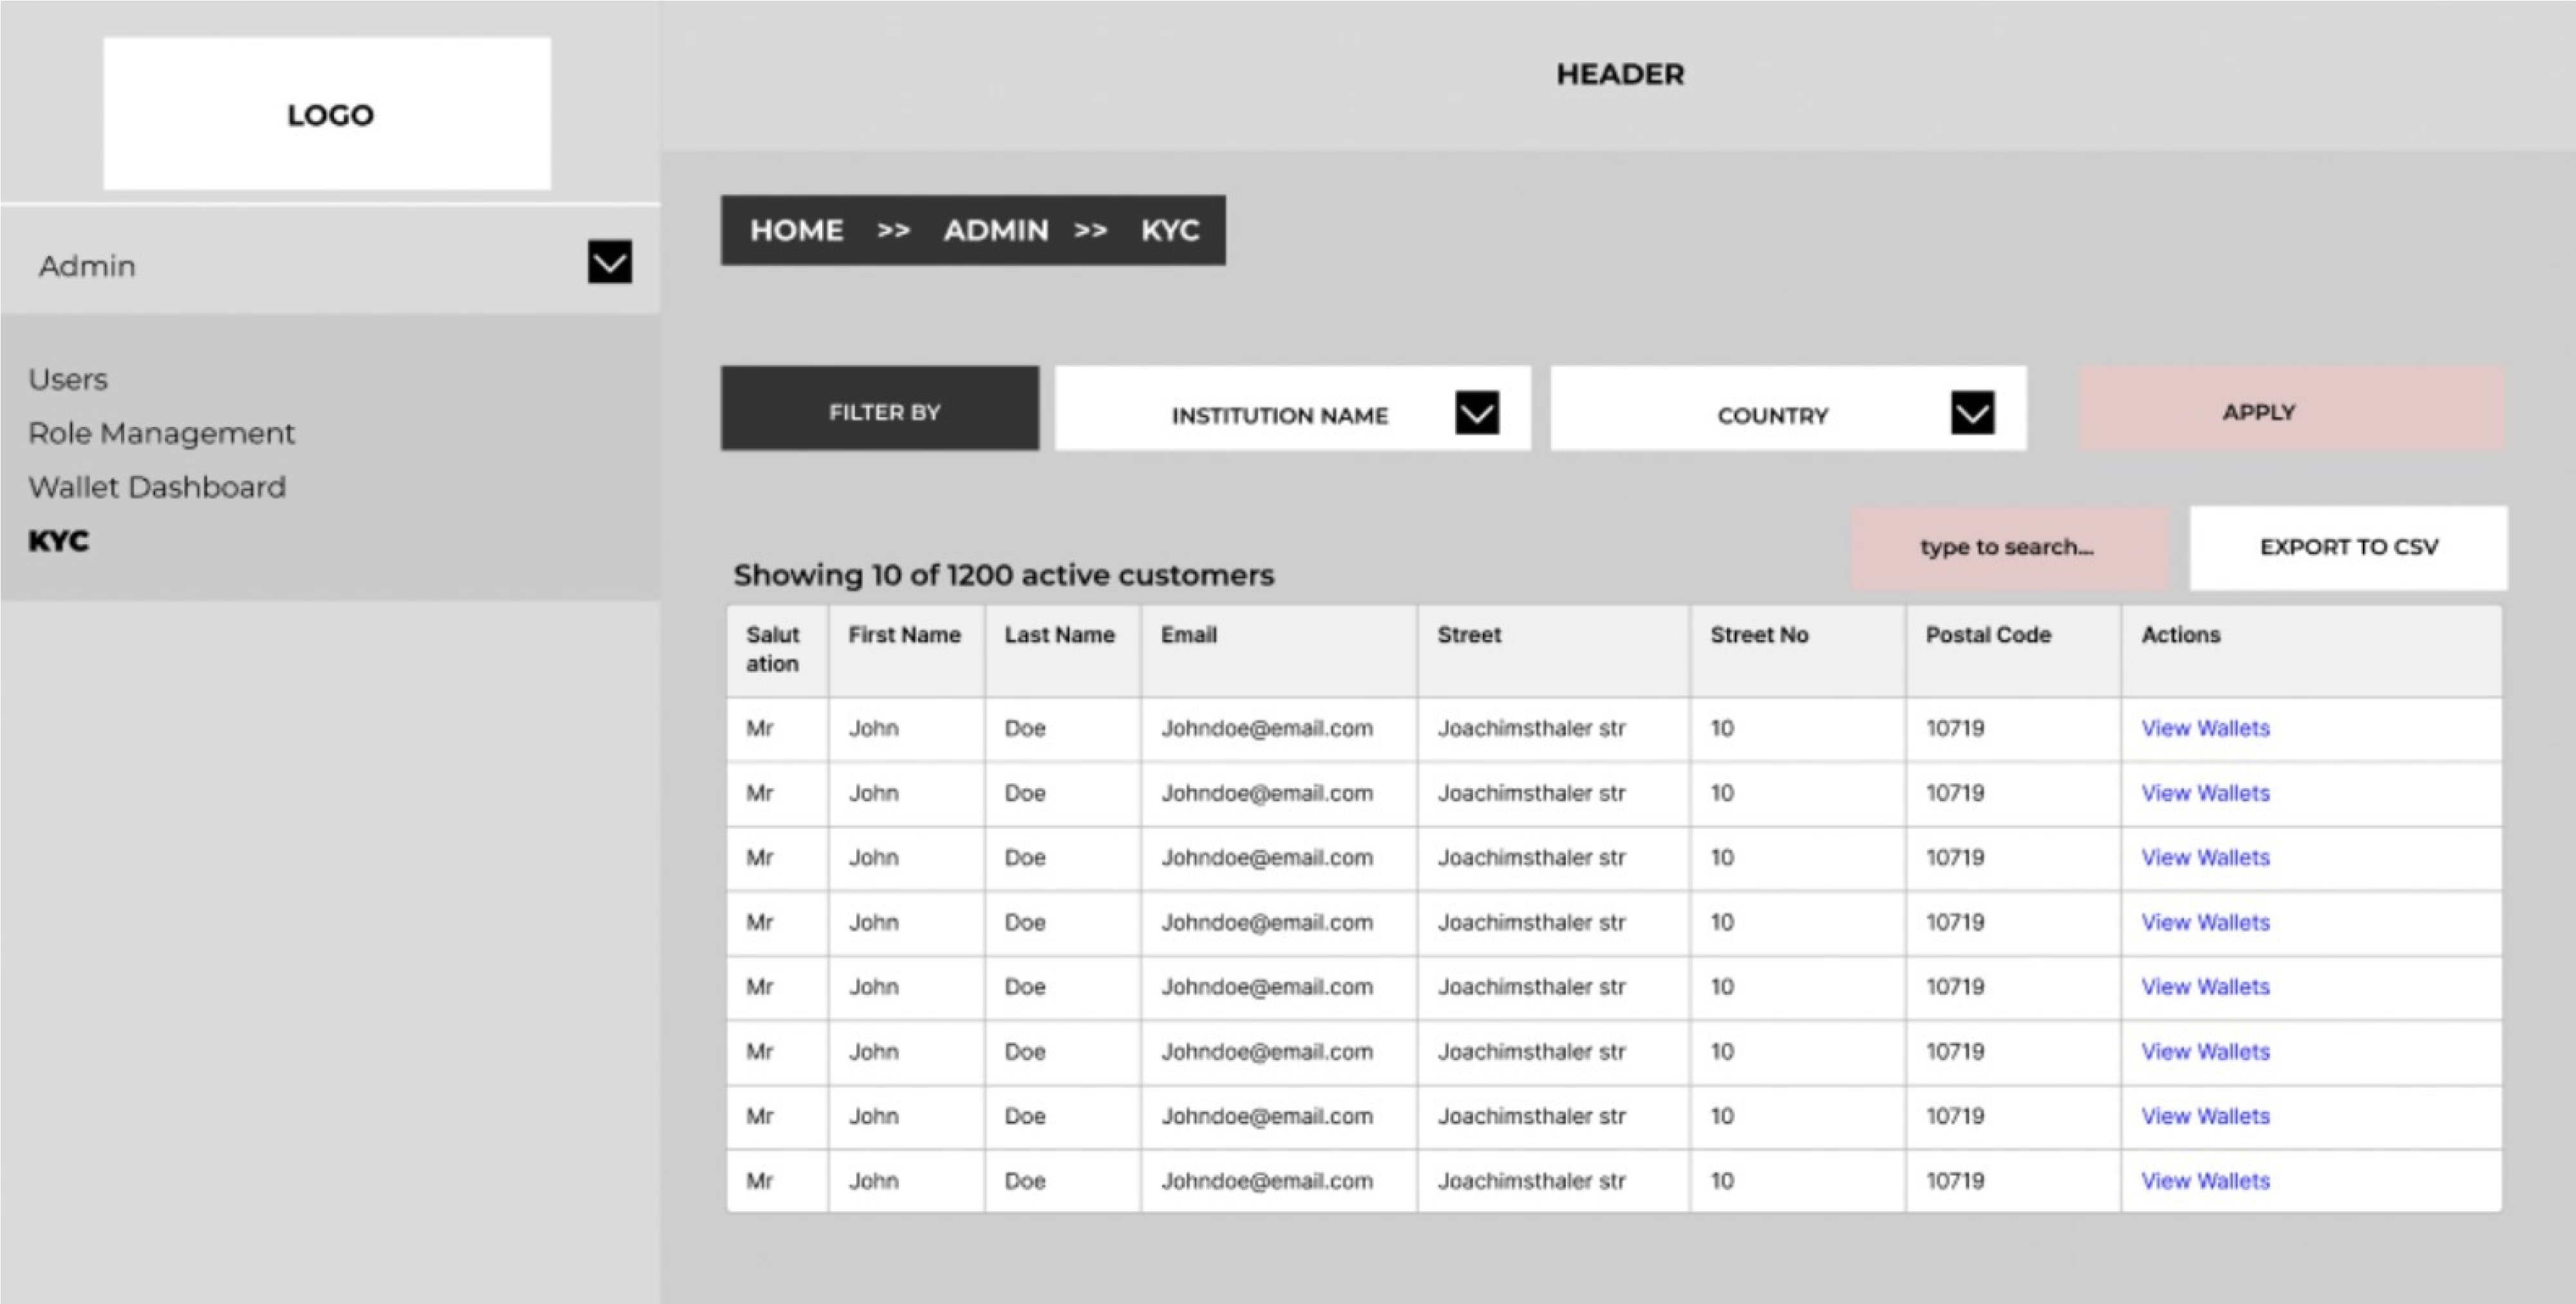 LOGO
HEADER
HOME >> ADMIN >> KYC
Admin
Users
Role Management
Wallet Dashboard
KYC
FILTER BY INSTITUTION NAME COUNTRY APPLY
type to search... EXPORT TO CSV
Showing 10 of 1200 active customers
Salut First Name Last Name Email Street Street No Postal Code Actions
ation
Mr John Doe Johndoe@email.com Joachimsthaler str 10 10719 View Wallets
Mr John Doe Johndoe@email.com Joachimsthaler str 10 10719 View Wallets
Mr John Doe Johndoe@email.com Joachimsthaler str 10 10719 View Wallets
Mr John Doe Johndoe@email.com Joachimsthaler str 10 10719 View Wallets
Mr John Doe Johndoe@email.com Joachimsthaler str 10 10719 View Wallets
Mr John Doe Johndoe@email.com Joachimsthaler str 10 10719 View Wallets
Mr John Doe Johndoe@email.com Joachimsthaler str 10 10719 View Wallets
Mr John Doe Johndoe@email.com Joachimsthaler str 10 10719 View Wallets